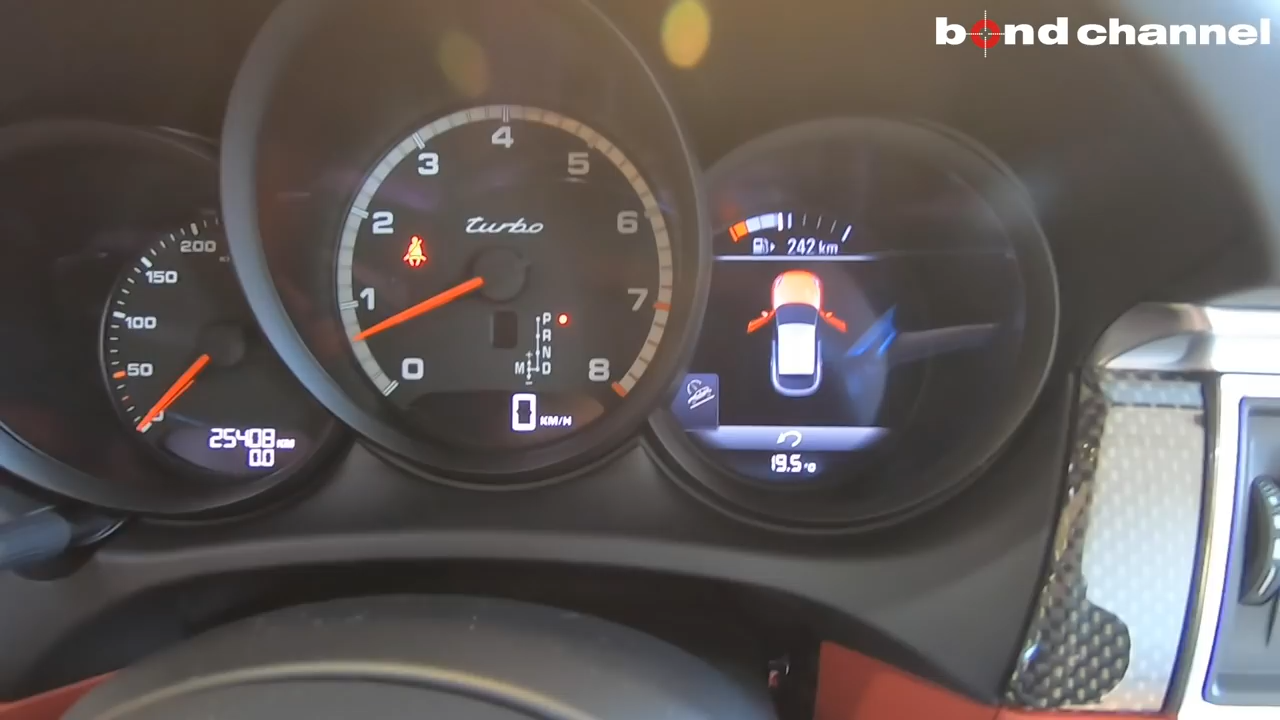 bond channel
0 1 2 3 4 5 6 7 8
turbo
P
R
N
M D
+
-
0 KM/H
50 100 150 200
25408 KM
0.0
242 km
19.5 °C